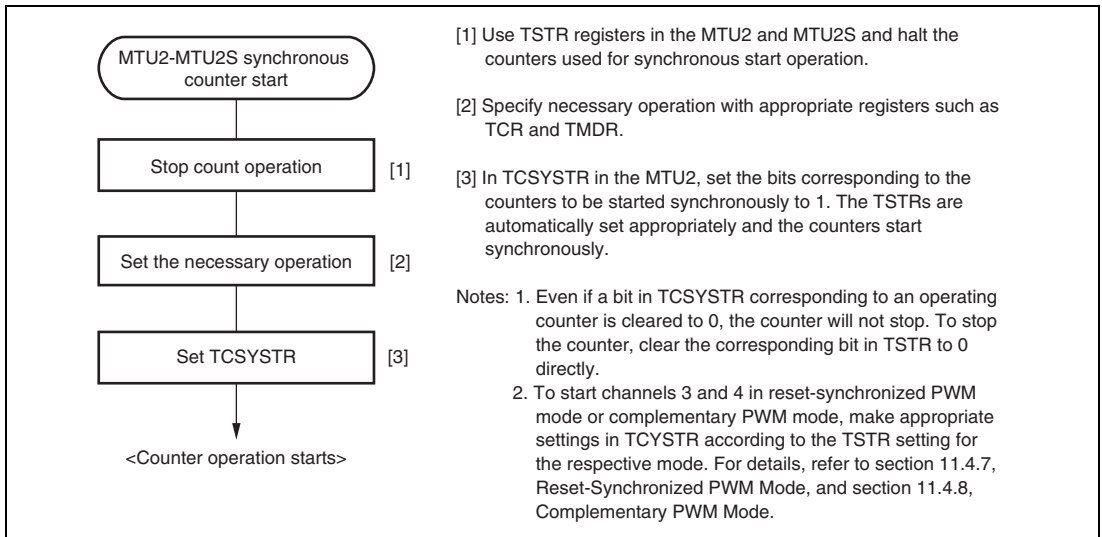 MTU2-MTU2S synchronous
counter start
Stop count operation
[1]
Set the necessary operation
[2]
Set TCSYSTR
[3]
<Counter operation starts>
[1] Use TSTR registers in the MTU2 and MTU2S and halt the
counters used for synchronous start operation.
[2] Specify necessary operation with appropriate registers such as
TCR and TMDR.
[3] In TCSYSTR in the MTU2, set the bits corresponding to the
counters to be started synchronously to 1. The TSTRs are
automatically set appropriately and the counters start
synchronously.
Notes: 1. Even if a bit in TCSYSTR corresponding to an operating
counter is cleared to 0, the counter will not stop. To stop
the counter, clear the corresponding bit in TSTR to 0
directly.
2. To start channels 3 and 4 in reset-synchronized PWM
mode or complementary PWM mode, make appropriate
settings in TCYSTR according to the TSTR setting for
the respective mode. For details, refer to section 11.4.7,
Reset-Synchronized PWM Mode, and section 11.4.8,
Complementary PWM Mode.